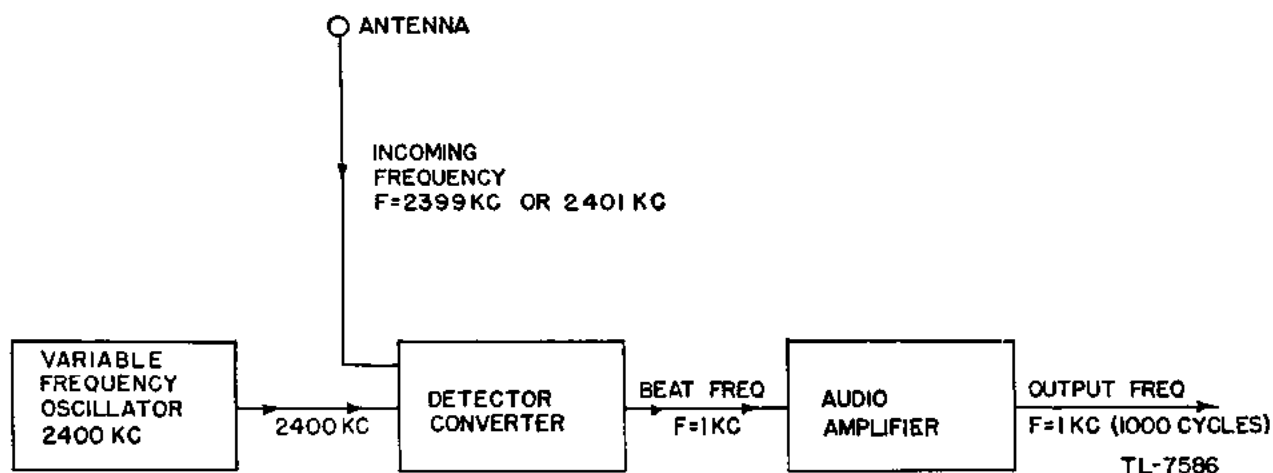 ANTENNA
INCOMING
FREQUENCY
F=2399KC OR 2401KC
VARIABLE
FREQUENCY
OSCILLATOR
2400 KC
2400KC
DETECTOR
CONVERTER
BEAT FREQ
F=1KC
AUDIO
AMPLIFIER
OUTPUT FREQ
F=1KC (1000 CYCLES)
TL-7586